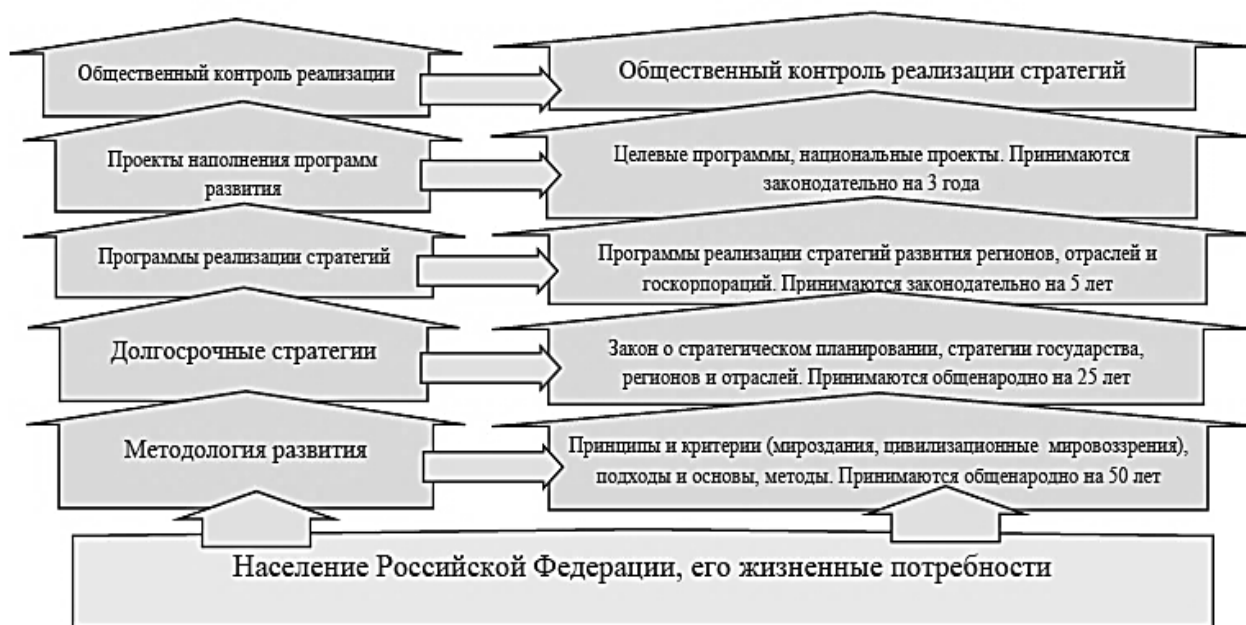 Общественный контроль реализации
Общественный контроль реализации стратегий
Проекты наполнения программ
развития
Целевые программы, национальные проекты. Принимаются
законодательно на 3 года
Программы реализации стратегий
Программы реализации стратегий развития регионов, отраслей и
госкорпораций. Принимаются законодательно на 5 лет
Долгосрочные стратегии
Закон о стратегическом планировании, стратегии государства,
регионов и отраслей. Принимаются общенародно на 25 лет
Методология развития
Принципы и критерии (мироздания, цивилизационные мировоззрения),
подходы и основы, методы. Принимаются общенародно на 50 лет
Население Российской Федерации, его жизненные потребности